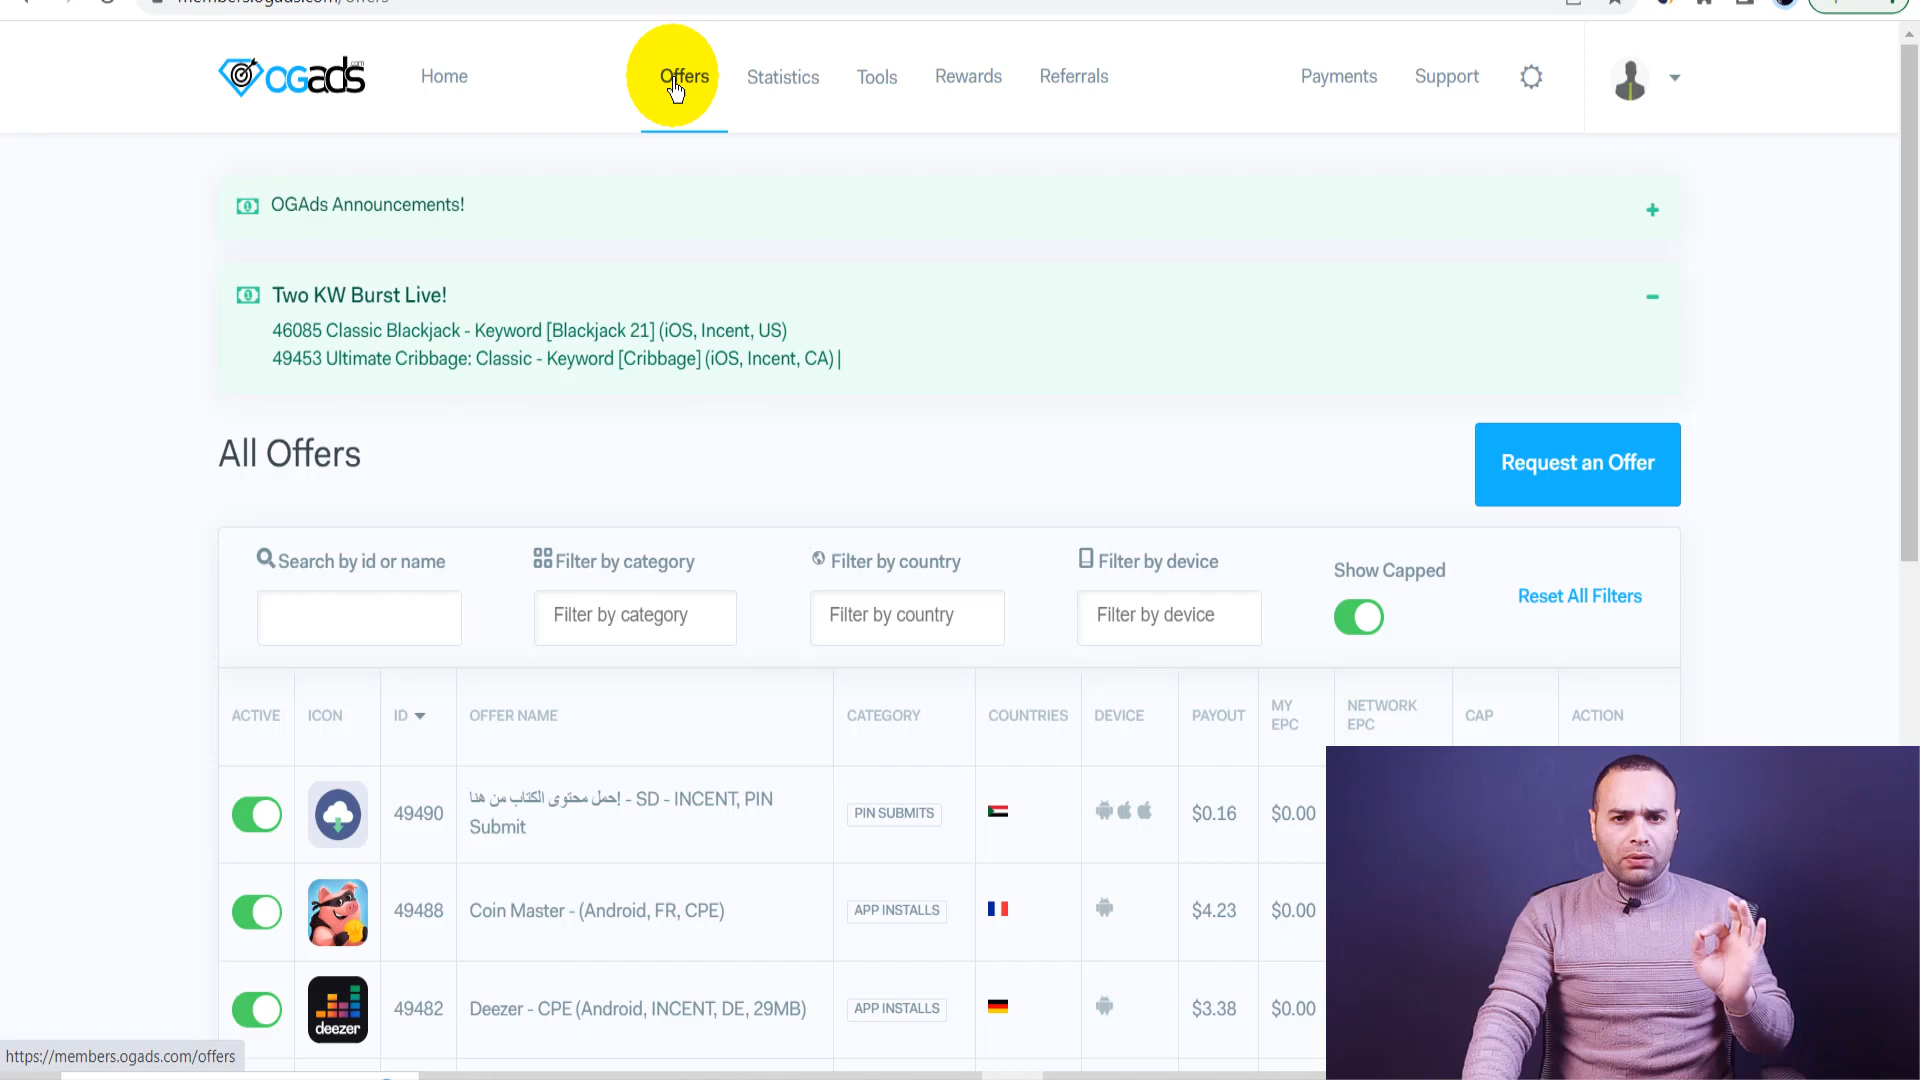 members.ogads.com/offers
OGads.com
Home
Offers
Statistics
Tools
Rewards
Referrals
Payments
Support
OGAds Announcements!
+
Two KW Burst Live!
-
46085 Classic Blackjack - Keyword [Blackjack 21] (iOS, Incent, US)
49453 Ultimate Cribbage: Classic - Keyword [Cribbage] (iOS, Incent, CA) |
All Offers
Request an Offer
Search by id or name
Filter by category
Filter by country
Filter by device
Show Capped
Reset All Filters
Filter by category
Filter by country
Filter by device
ACTIVE
ICON
ID
OFFER NAME
CATEGORY
COUNTRIES
DEVICE
PAYOUT
MY
EPC
NETWORK
EPC
CAP
ACTION
49490
حمل محتوى الكتاب من هنا! - SD - INCENT, PIN
Submit
PIN SUBMITS
$0.16
$0.00
49488
Coin Master - (Android, FR, CPE)
APP INSTALLS
$4.23
$0.00
deezer
49482
Deezer - CPE (Android, INCENT, DE, 29MB)
APP INSTALLS
$3.38
$0.00
https://members.ogads.com/offers